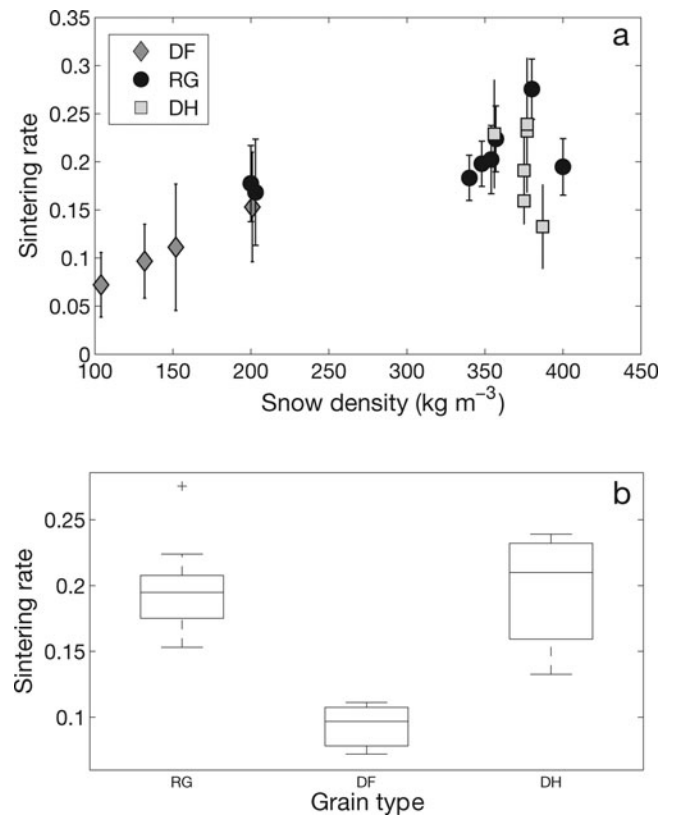 0.35
a
DF
0.3
RG
DH
0.25
0.2
0.15
0.1
0.05
0
Sintering rate
100 150 200 250 300 350 400 450
Snow density (kg m⁻³)
b
0.25
0.2
0.15
0.1
Sintering rate
RG DF DH
Grain type